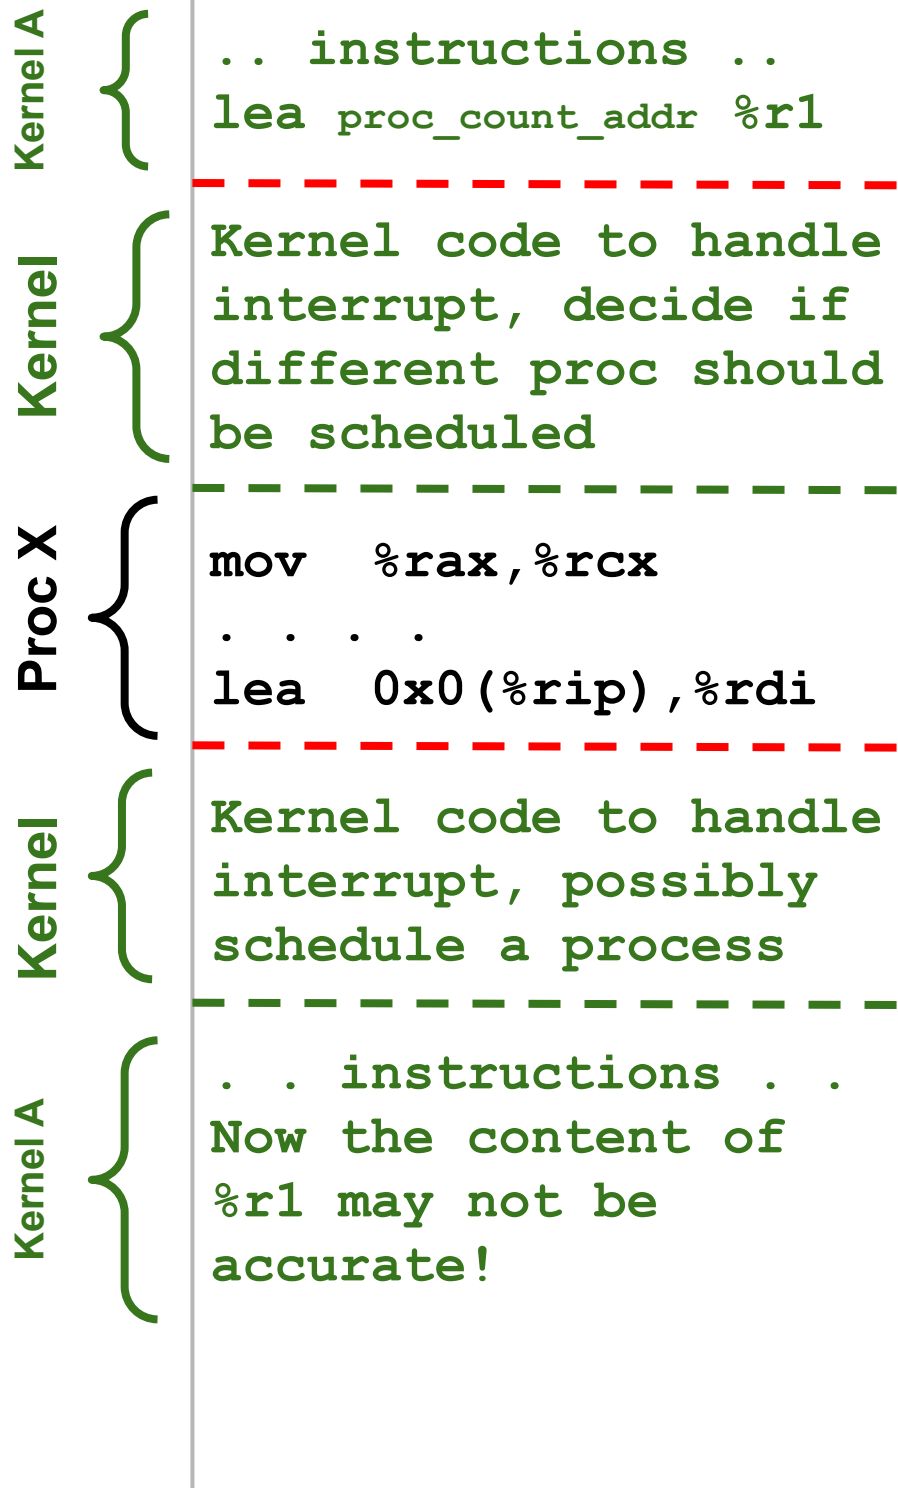 Kernel A
.. instructions ..
lea proc_count_addr %r1
Kernel
Kernel code to handle
interrupt, decide if
different proc should
be scheduled
Proc X
mov %rax,%rcx
. . . .
lea 0x0(%rip),%rdi
Kernel
Kernel code to handle
interrupt, possibly
schedule a process
Kernel A
. . instructions . .
Now the content of
%r1 may not be
accurate!